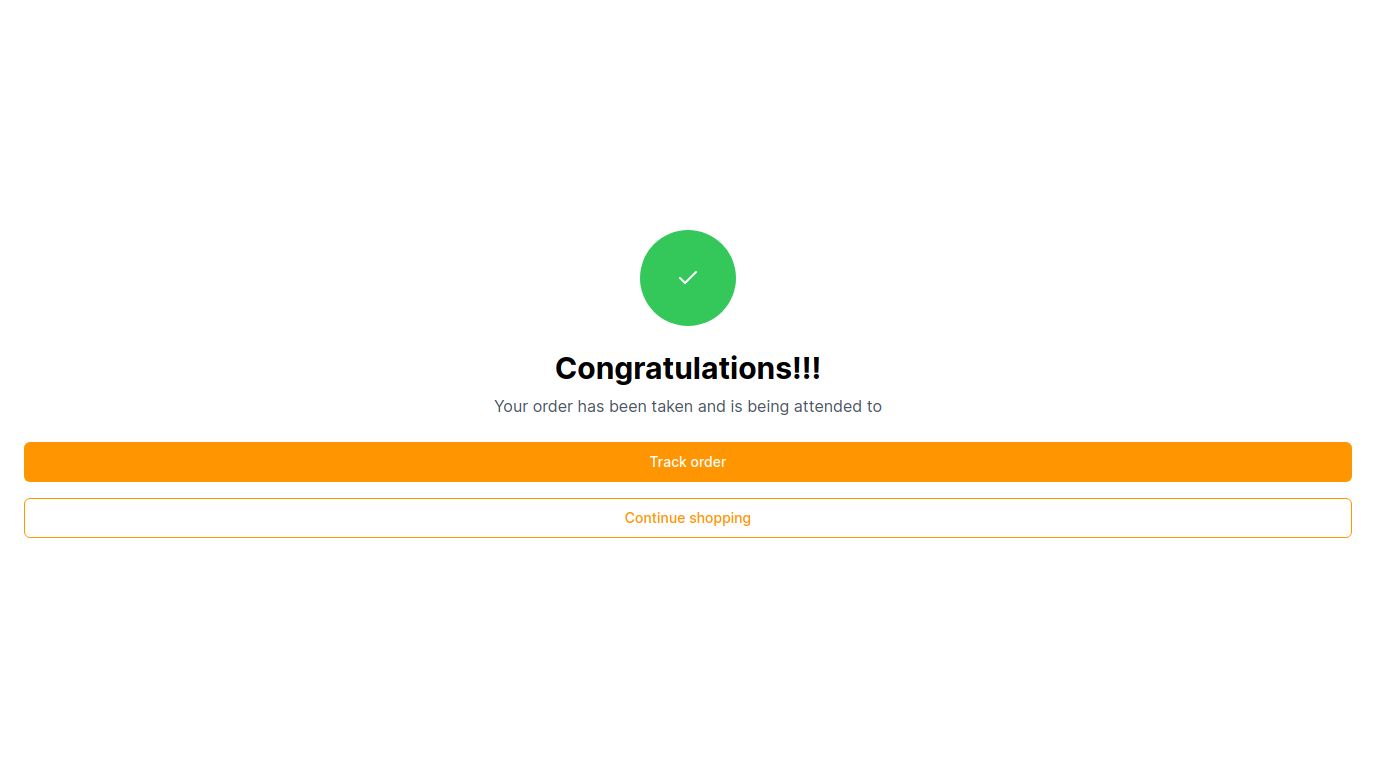 Congratulations!!!
Your order has been taken and is being attended to
Track order
Continue shopping